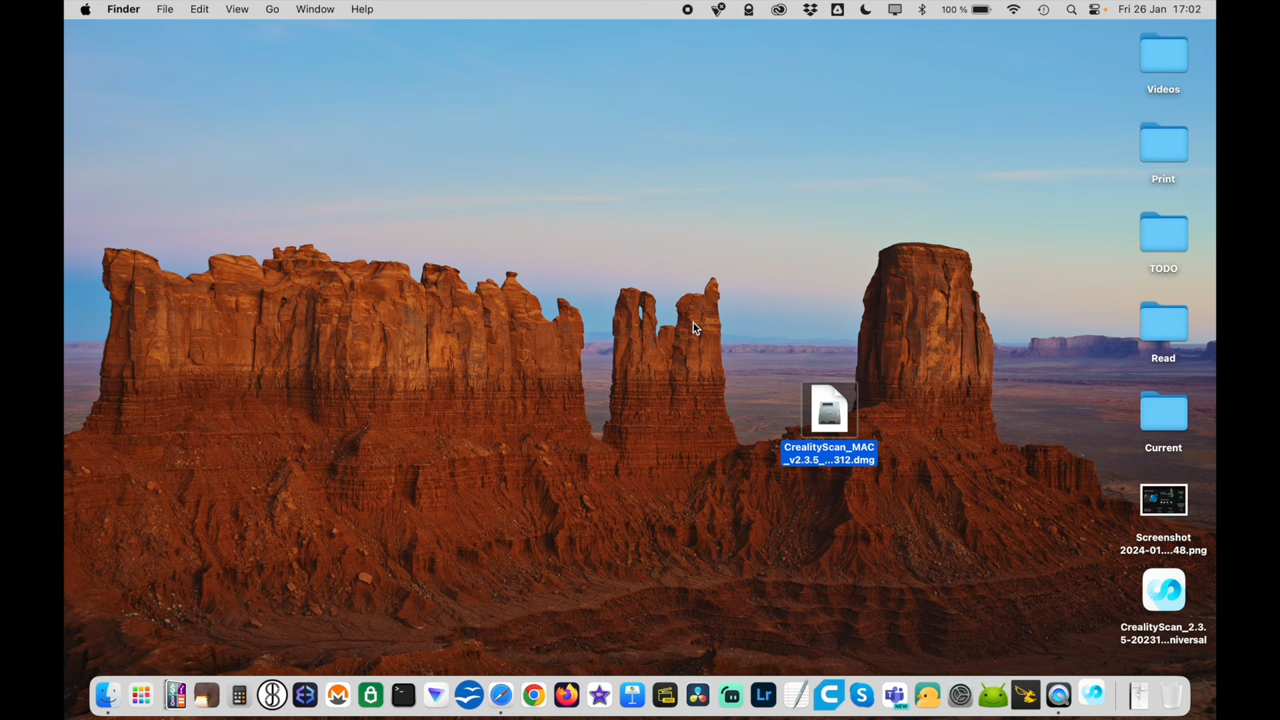 Finder File Edit View Go Window Help 100 % Fri 26 Jan 17:02
Videos
Print
TODO
Read
Current
CrealityScan_MAC
_v2.3.5_...312.dmg
Screenshot
2024-01....48.png
CrealityScan_2.3.
5-20231...niversal